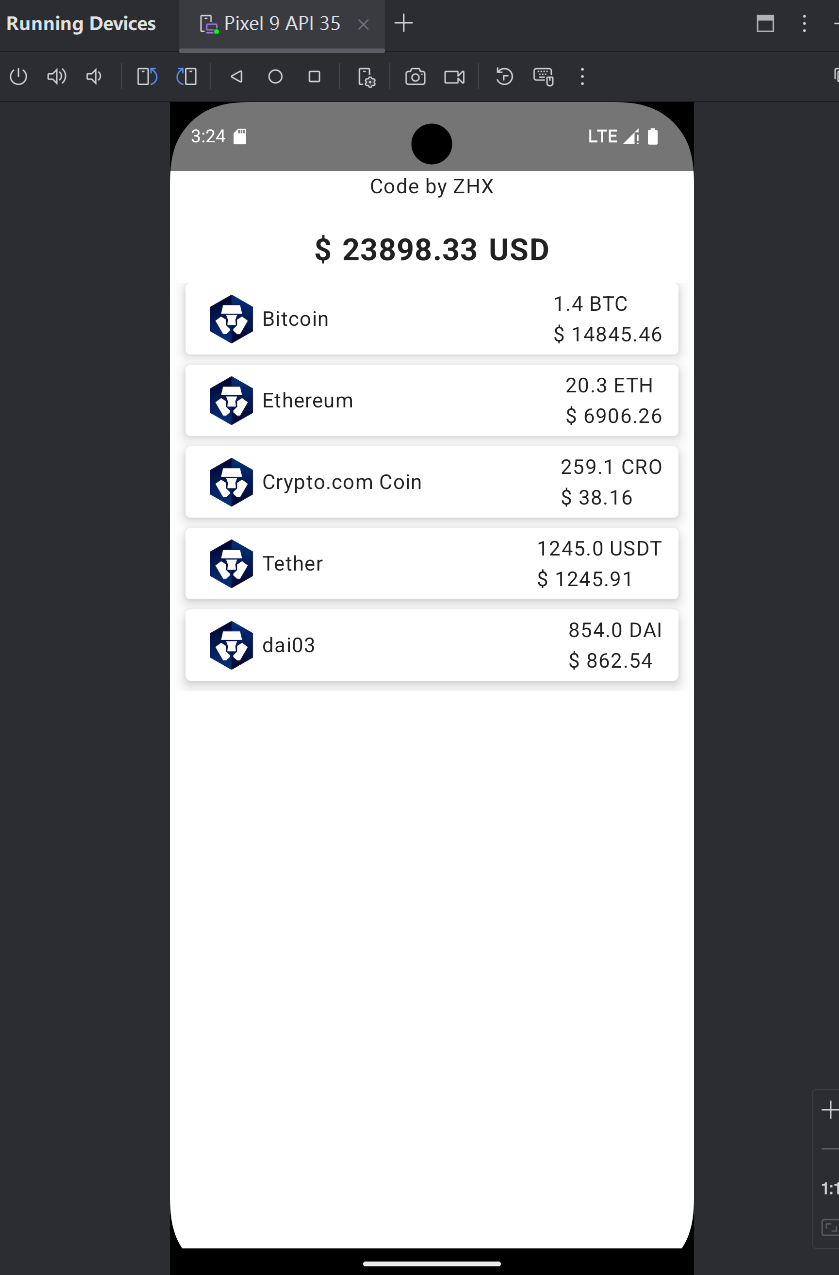 Running Devices
Pixel 9 API 35
3:24
LTE
Code by ZHX
$ 23898.33 USD
Bitcoin
1.4 BTC
$ 14845.46
Ethereum
20.3 ETH
$ 6906.26
Crypto.com Coin
259.1 CRO
$ 38.16
Tether
1245.0 USDT
$ 1245.91
dai03
854.0 DAI
$ 862.54